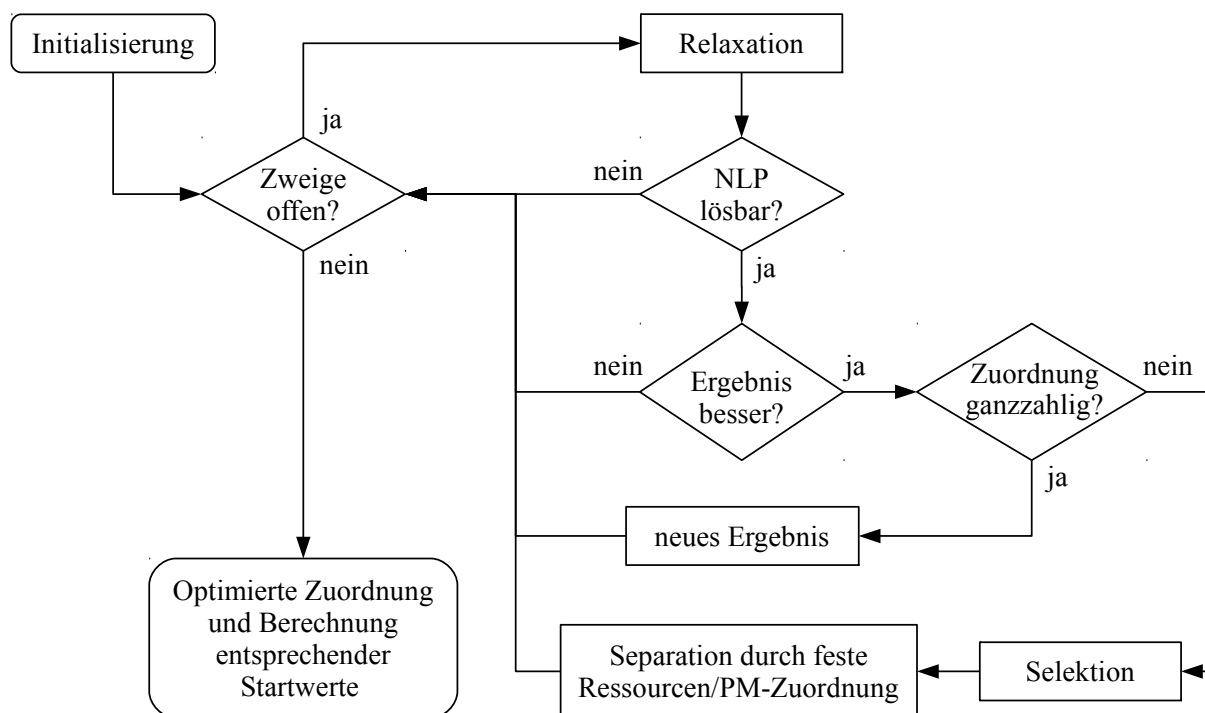 Initialisierung
Relaxation
ja
Zweige
offen?
nein
nein
NLP
lösbar?
ja
nein
Ergebnis
besser?
ja
Zuordnung
ganzzahlig?
nein
ja
neues Ergebnis
Optimierte Zuordnung
und Berechnung
entsprechender
Startwerte
Separation durch feste
Ressourcen/PM-Zuordnung
Selektion